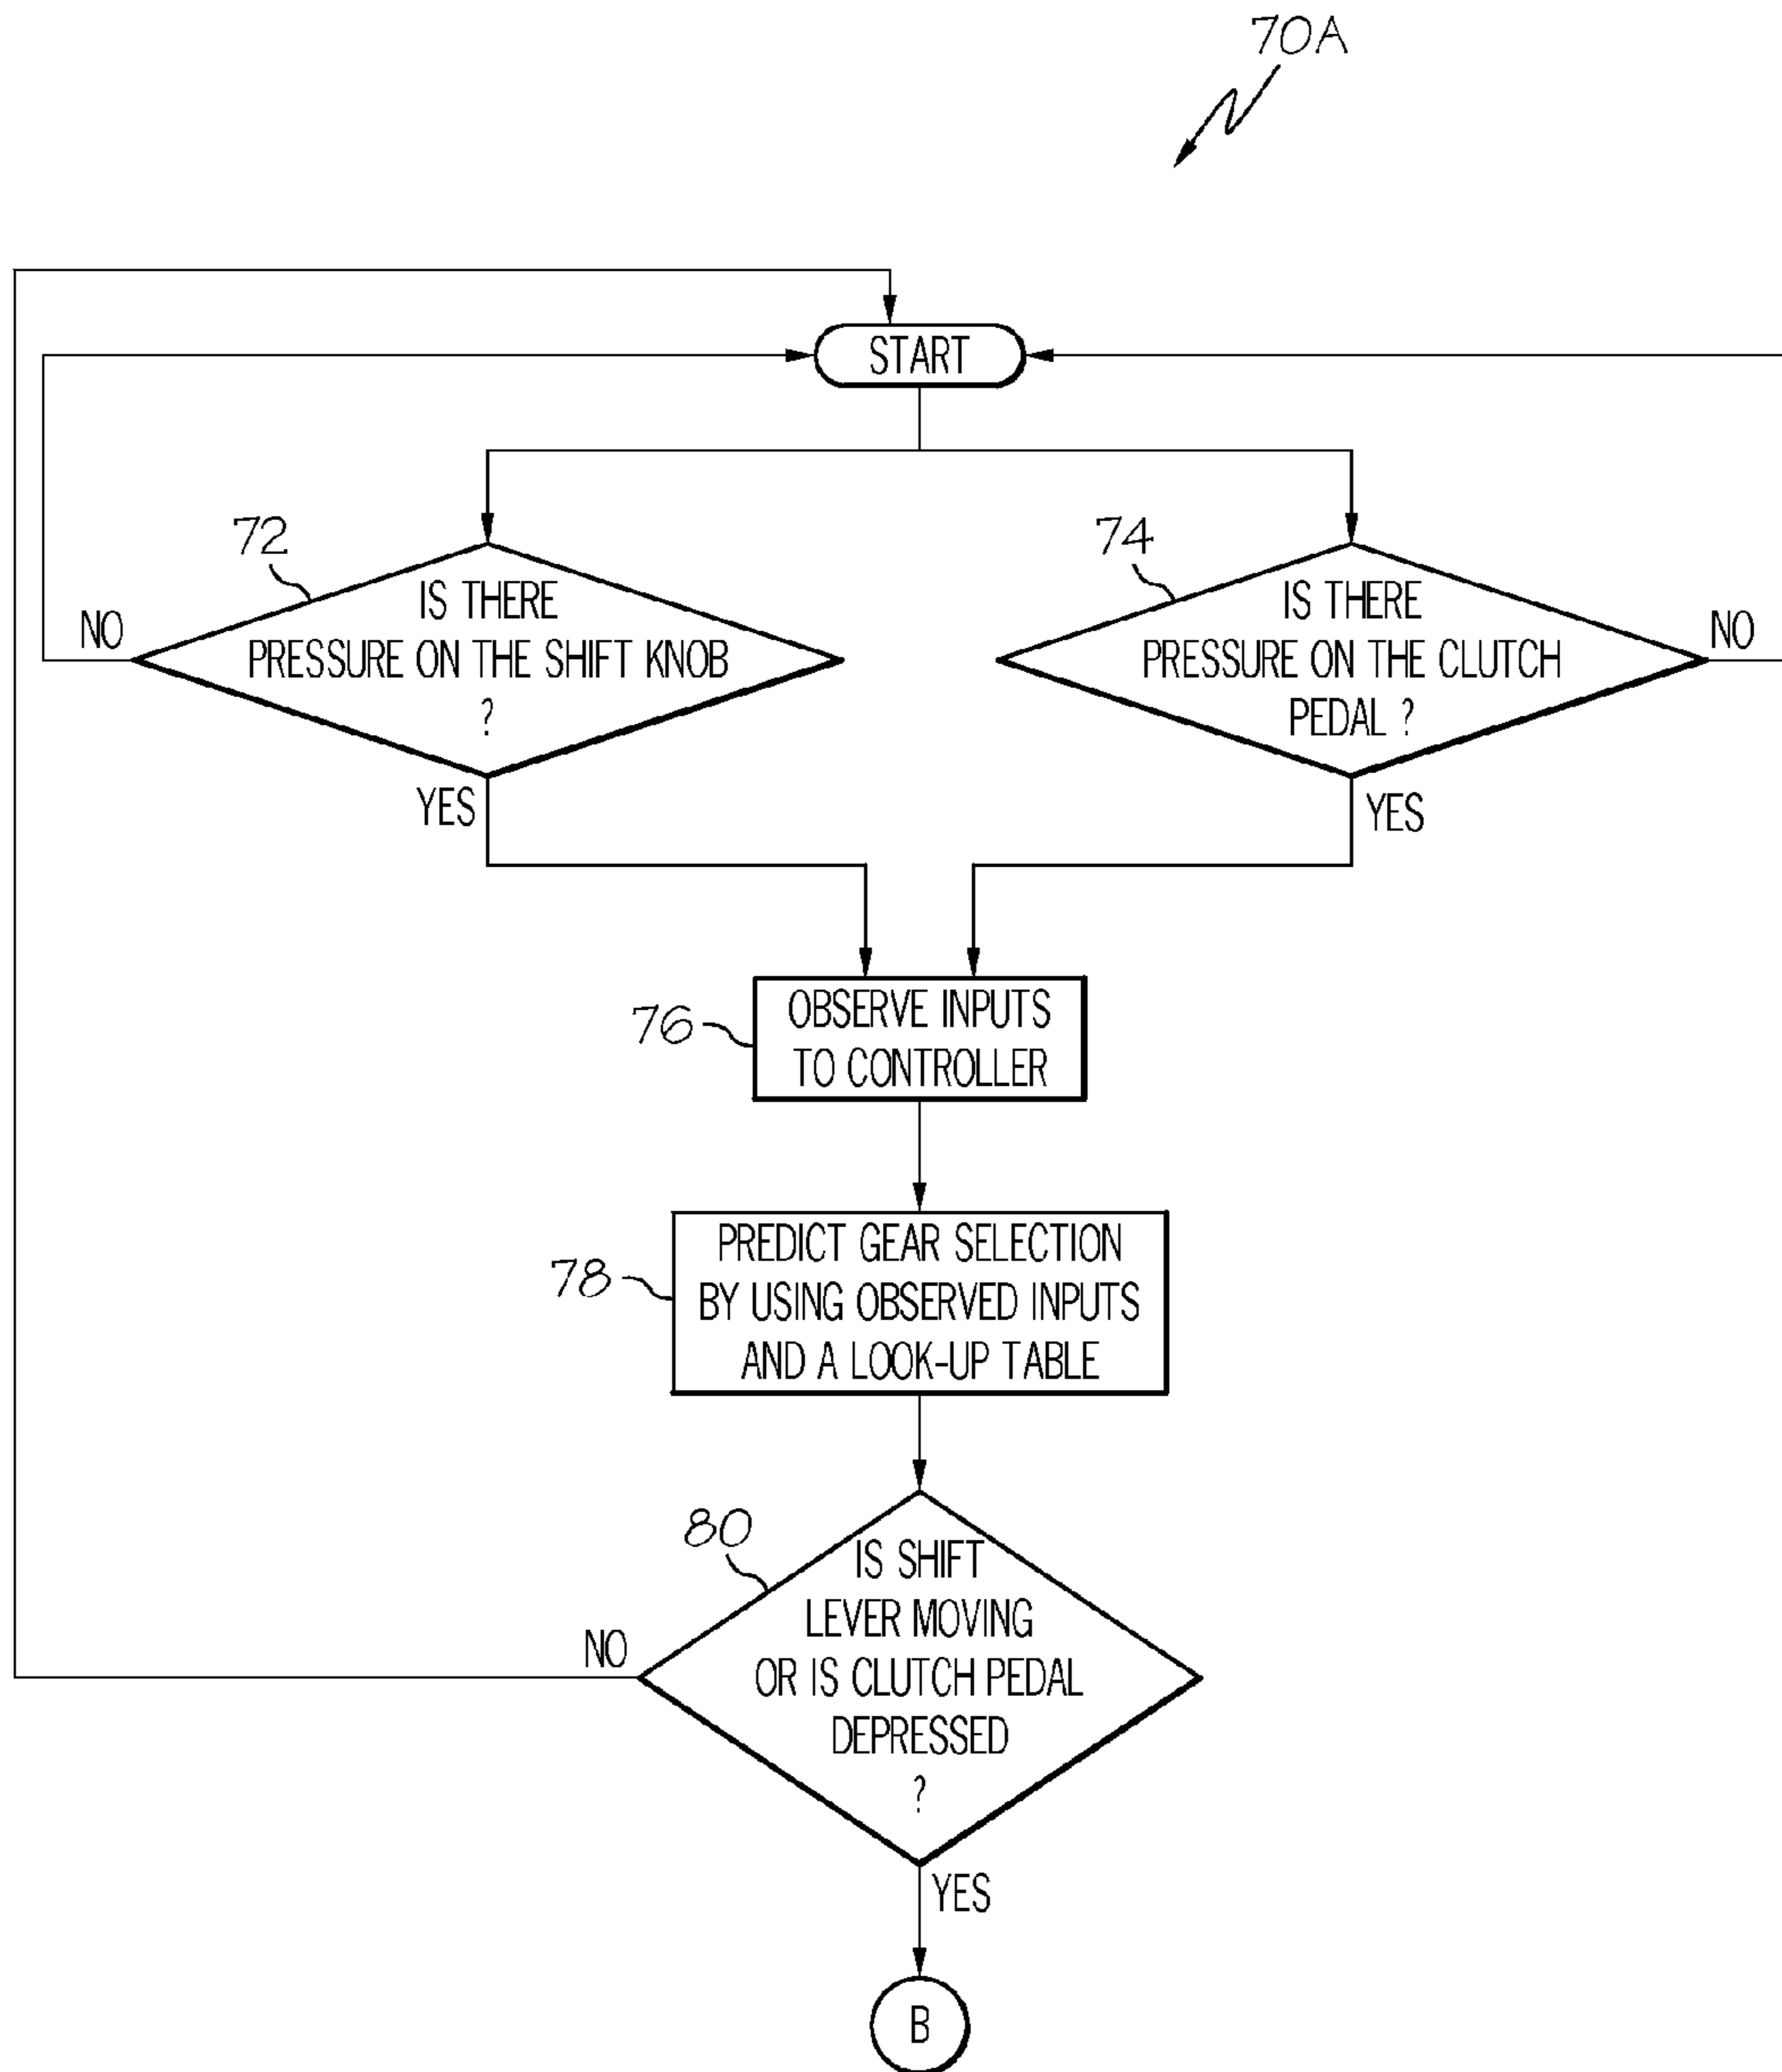 70A
START
72
IS THERE
PRESSURE ON THE SHIFT KNOB
?
NO
YES
74
IS THERE
PRESSURE ON THE CLUTCH
PEDAL ?
NO
YES
76
OBSERVE INPUTS
TO CONTROLLER
78
PREDICT GEAR SELECTION
BY USING OBSERVED INPUTS
AND A LOOK-UP TABLE
80
IS SHIFT
LEVER MOVING
OR IS CLUTCH PEDAL
DEPRESSED
?
NO
YES
B